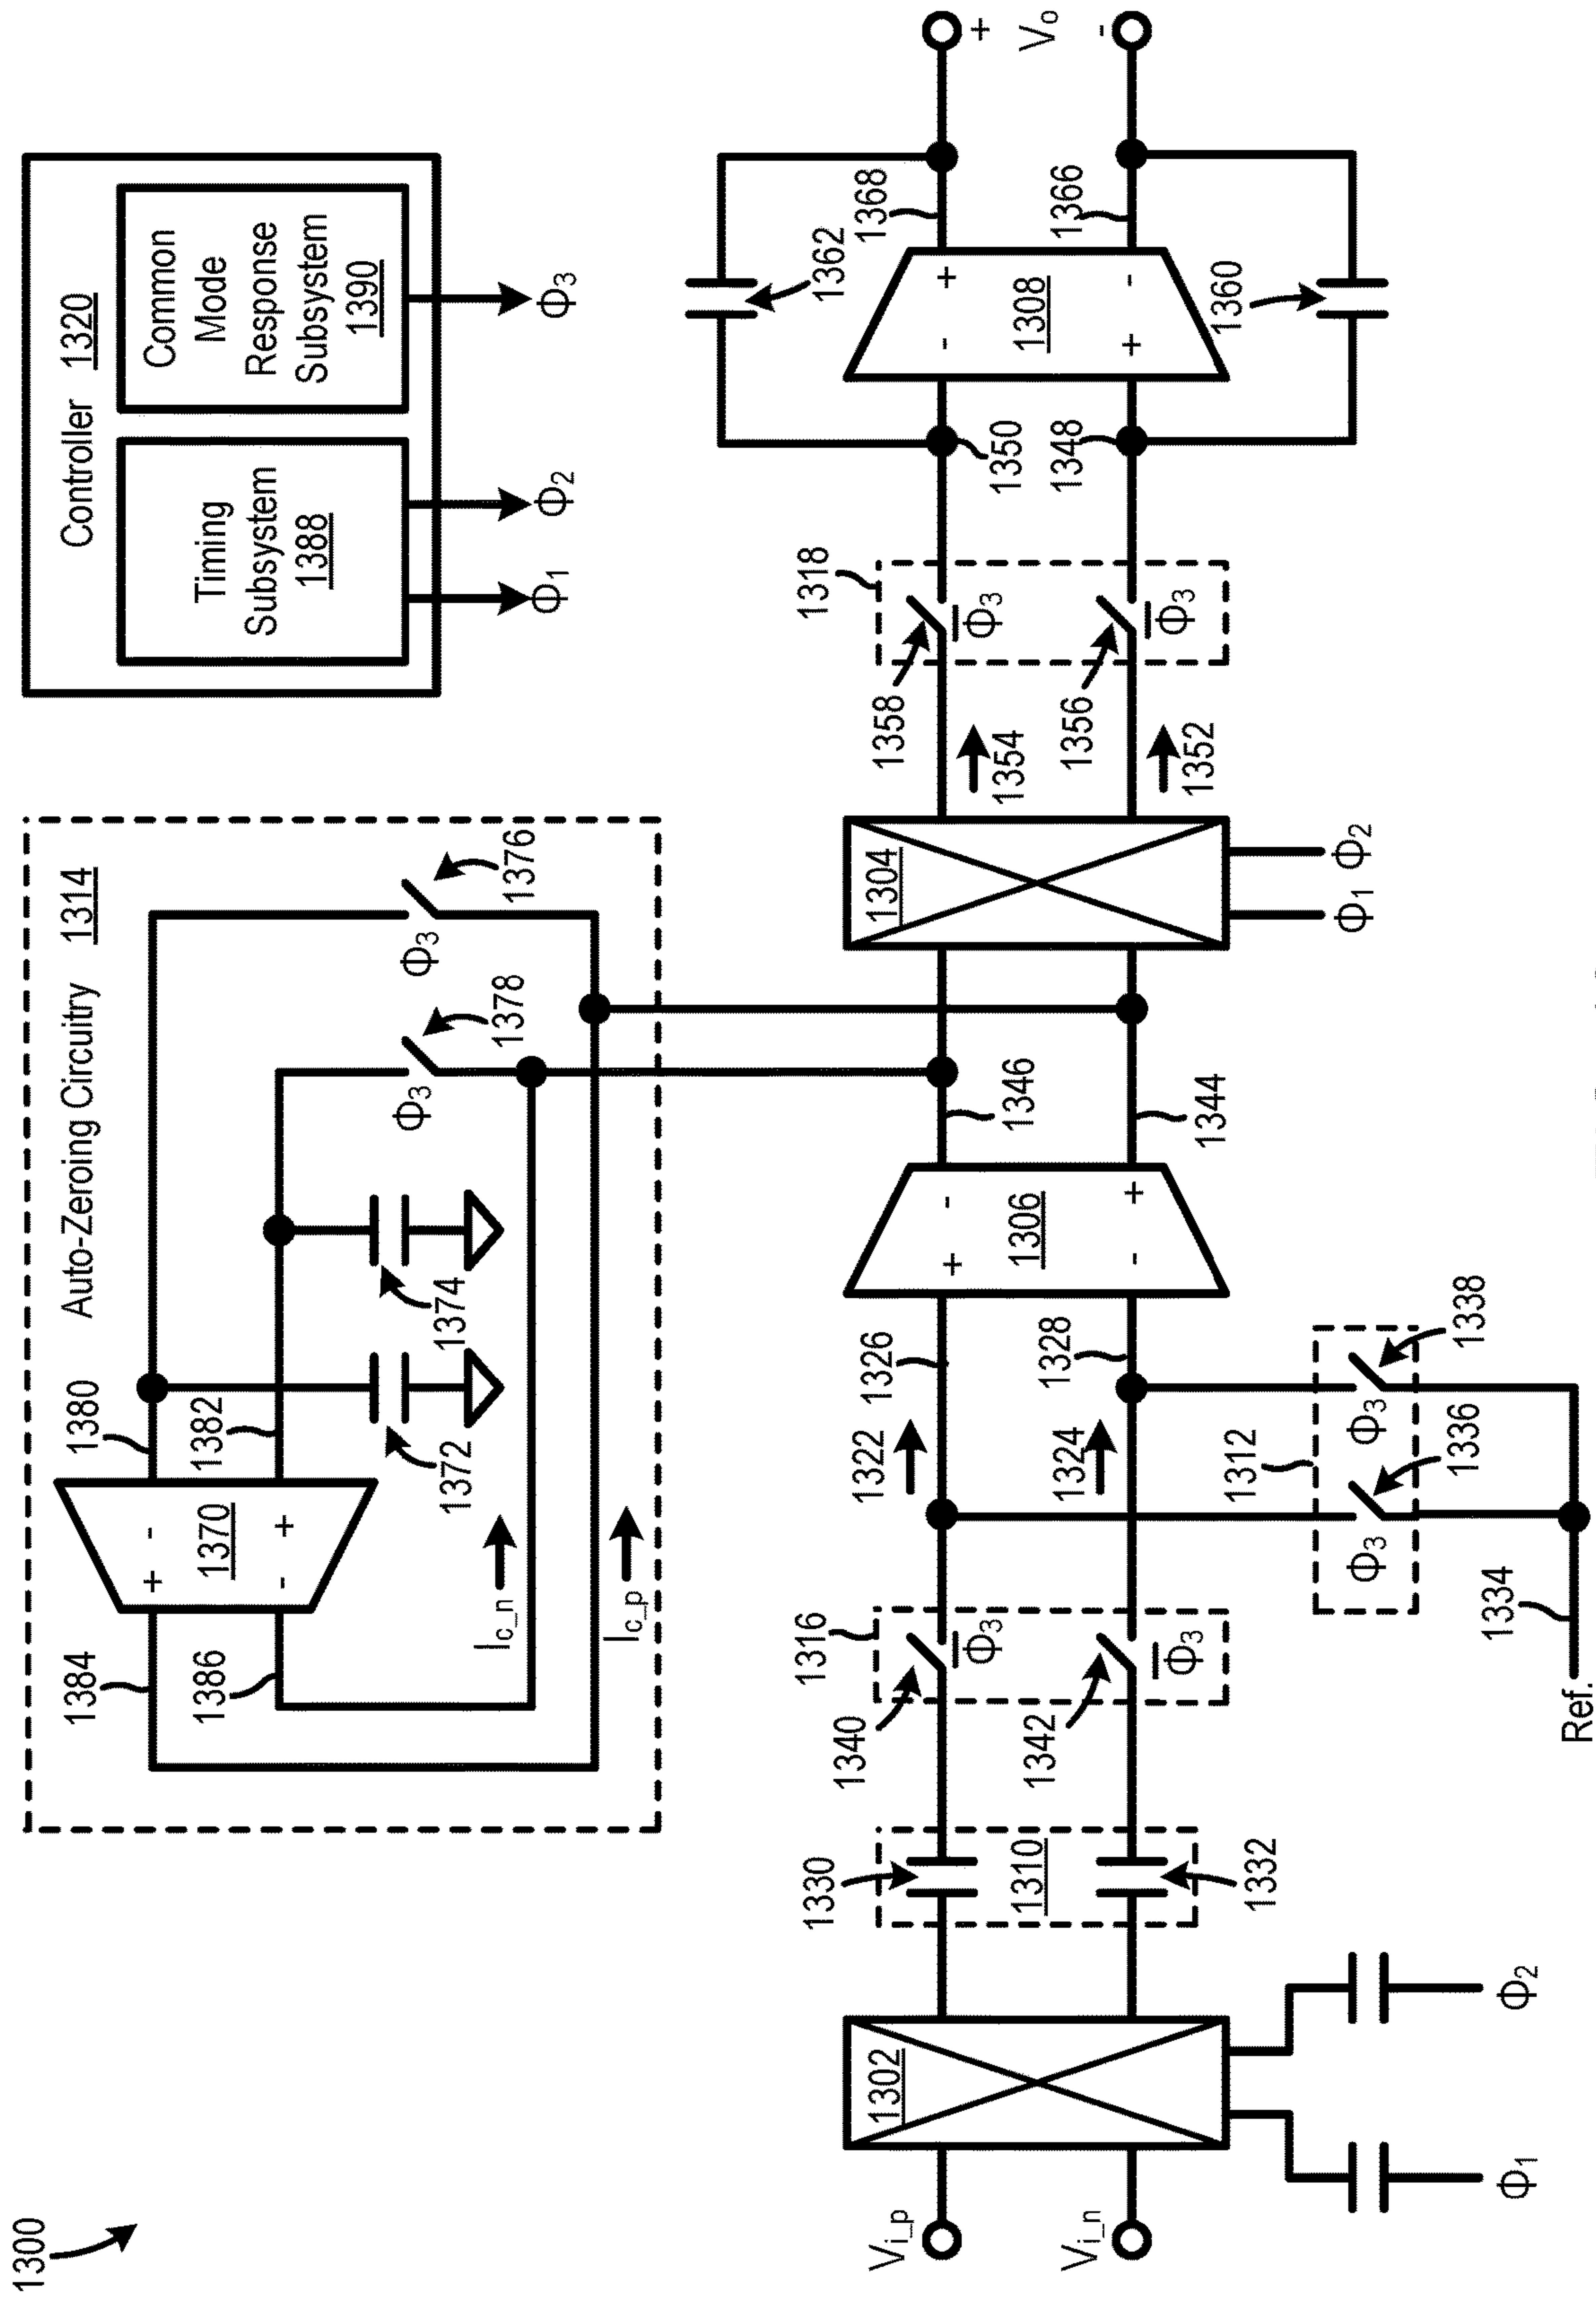 1300
Auto-Zeroing Circuitry 1314
1384
1386
+
-
1370
-
+
1380
1382
1372
1374
Φ3
1378
Φ3
1376
Ic_n
Ic_p
Controller 1320
Timing
Subsystem
1388
Common
Mode
Response
Subsystem
1390
Φ1
Φ2
Φ3
Vi_p
Vi_n
1302
Φ1
Φ2
1330
1310
1332
1316
1340
Φ3
1342
Φ3
1322
1324
1326
1328
1312
Φ3
1336
Φ3
1338
1334
Ref.
+
-
1306
-
+
1346
1344
1304
Φ1
Φ2
1354
1352
1318
1358
Φ3
1356
Φ3
1350
1348
1362
1360
-
+
1308
+
-
1368
1366
+
Vo
-